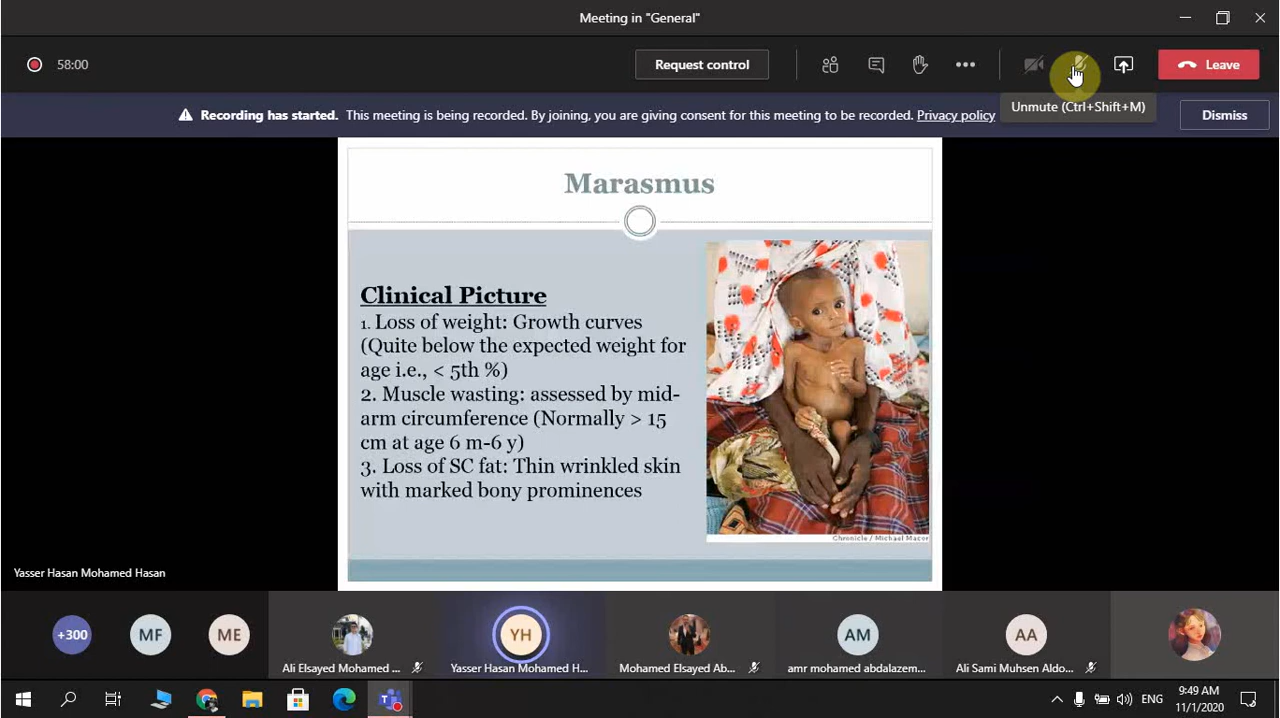 Meeting in "General"
58:00
Request control
Leave
Recording has started. This meeting is being recorded. By joining, you are giving consent for this meeting to be recorded. Privacy policy
Dismiss
Unmute (Ctrl+Shift+M)
Marasmus
Clinical Picture
1. Loss of weight: Growth curves
(Quite below the expected weight for
age i.e., < 5th %)
2. Muscle wasting: assessed by mid-
arm circumference (Normally > 15
cm at age 6 m-6 y)
3. Loss of SC fat: Thin wrinkled skin
with marked bony prominences
Chronicle / Michael Macor
Yasser Hasan Mohamed Hasan
+300
MF
ME
Ali Elsayed Mohamed ...
YH
Yasser Hasan Mohamed H...
Mohamed Elsayed Ab...
AM
amr mohamed abdalazem...
AA
Ali Sami Muhsen Aldo...
ENG
9:49 AM
11/1/2020